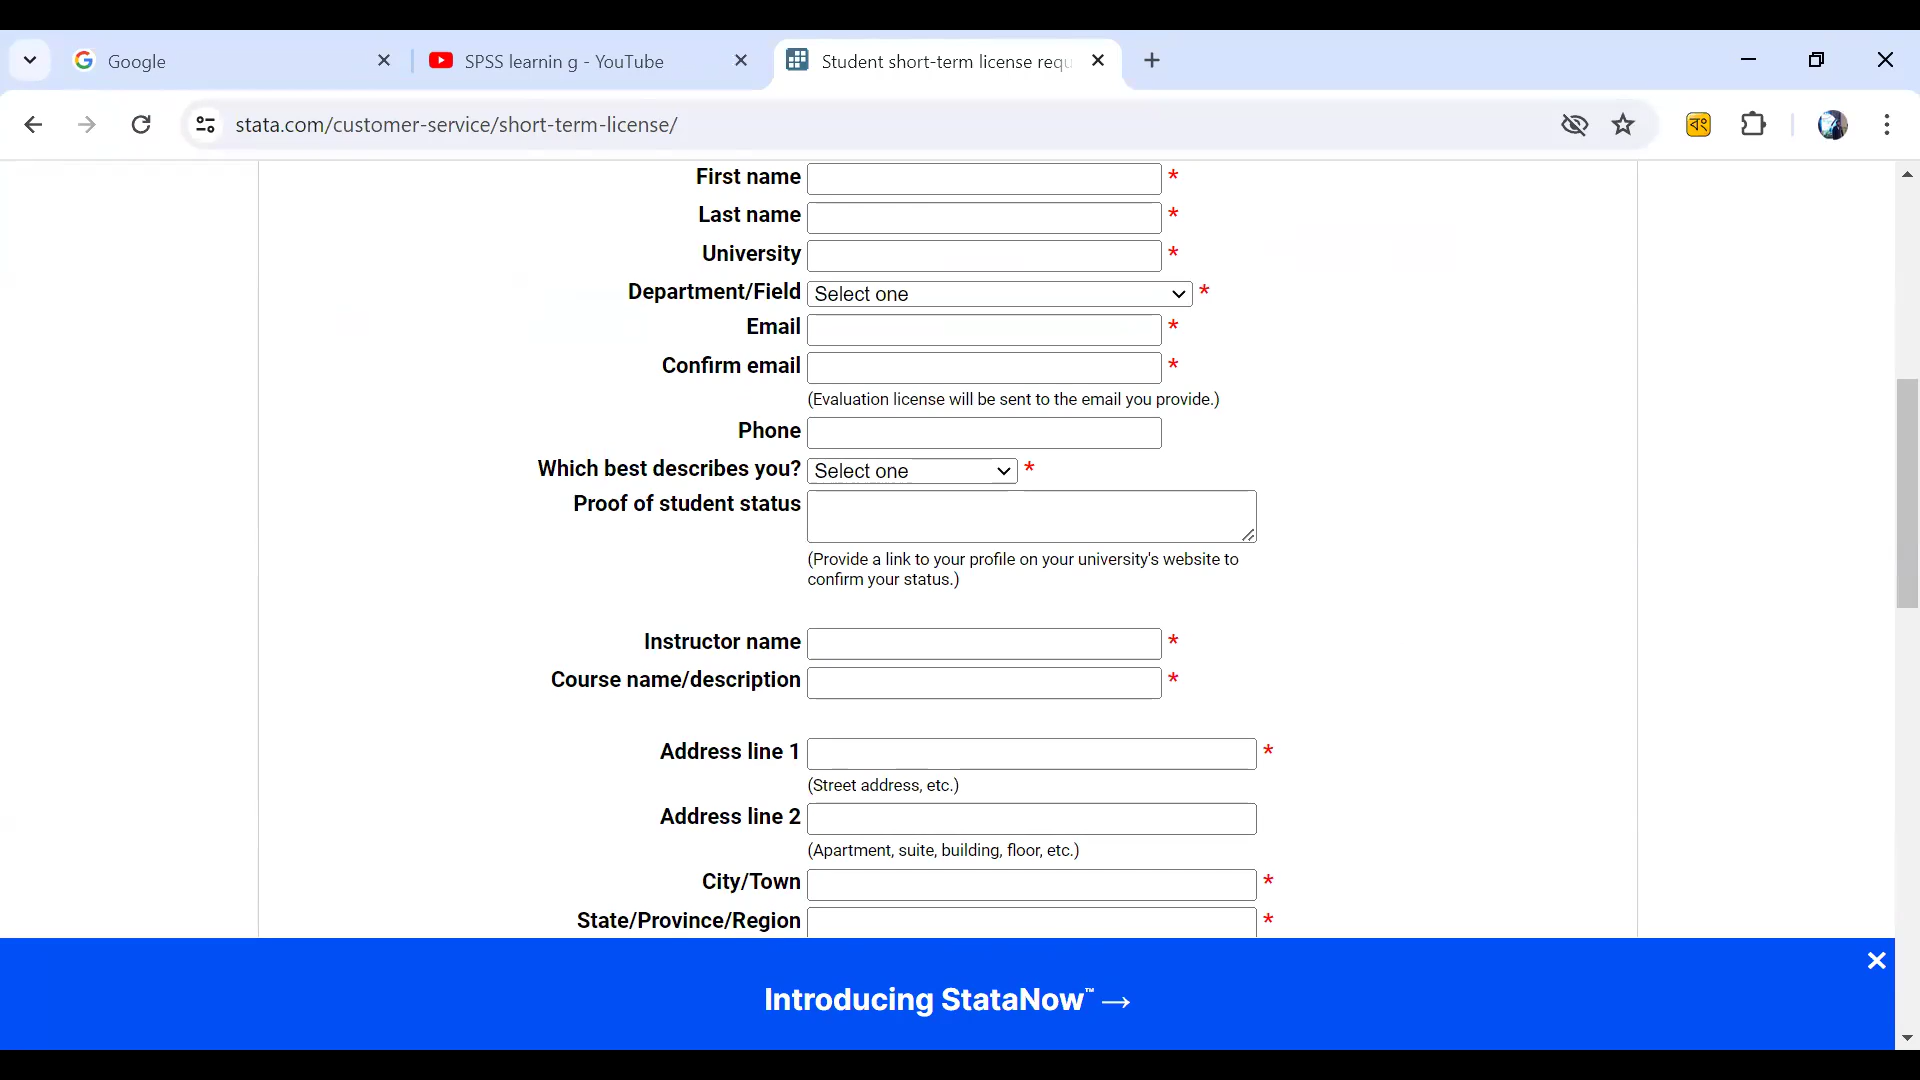 Google
SPSS learnin g - YouTube
Student short-term license requ
stata.com/customer-service/short-term-license/
বং
First name *
Last name *
University *
Department/Field Select one *
Email *
Confirm email *
(Evaluation license will be sent to the email you provide.)
Phone
Which best describes you? Select one *
Proof of student status
(Provide a link to your profile on your university's website to
confirm your status.)
Instructor name *
Course name/description *
Address line 1 *
(Street address, etc.)
Address line 2
(Apartment, suite, building, floor, etc.)
City/Town *
State/Province/Region *
Introducing StataNow™ →